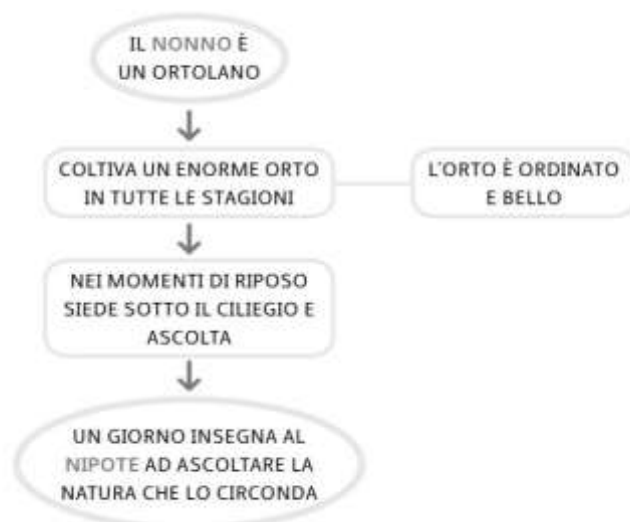 IL NONNO È
UN ORTOLANO
COLTIVA UN ENORME ORTO
IN TUTTE LE STAGIONI
L'ORTO È ORDINATO
E BELLO
NEI MOMENTI DI RIPOSO
SIEDE SOTTO IL CILIEGIO E
ASCOLTA
UN GIORNO INSEGNA AL
NIPOTE AD ASCOLTARE LA
NATURA CHE LO CIRCONDA